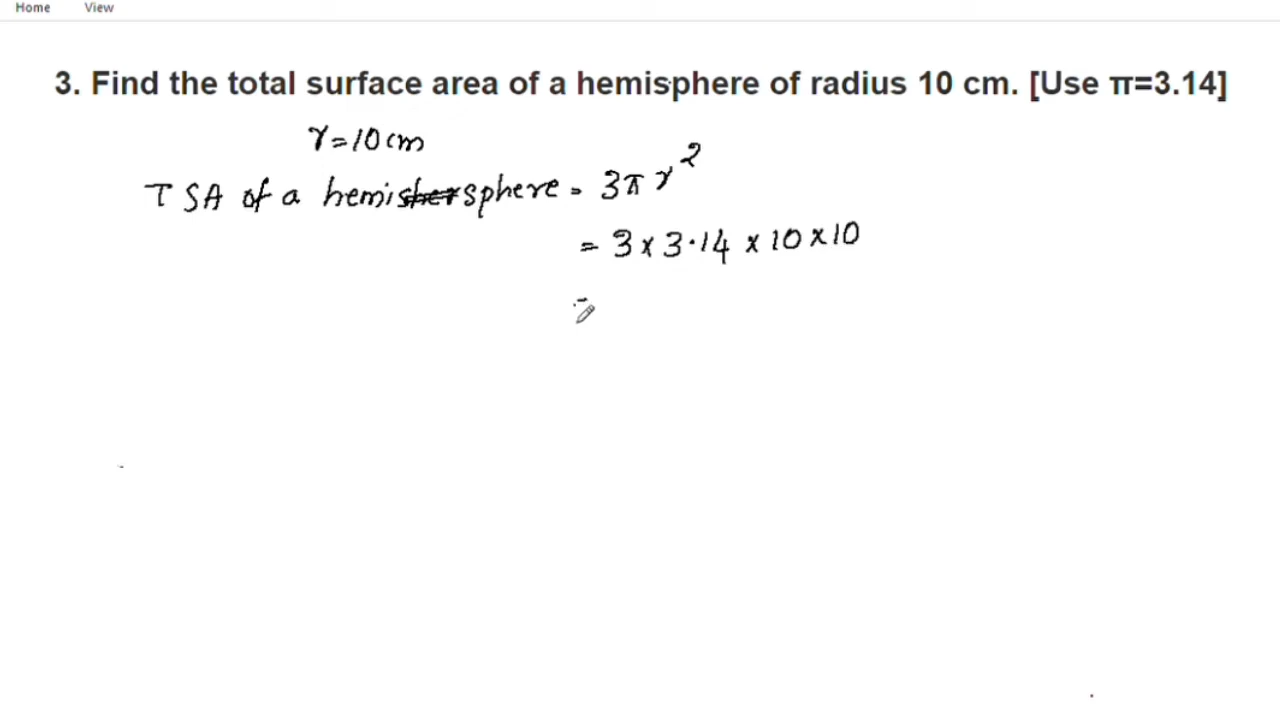 Home View
3. Find the total surface area of a hemisphere of radius 10 cm. [Use π=3.14]
r=10cm
TSA of a hemisphere = 3πr²
= 3 x 3.14 x 10 x 10
=